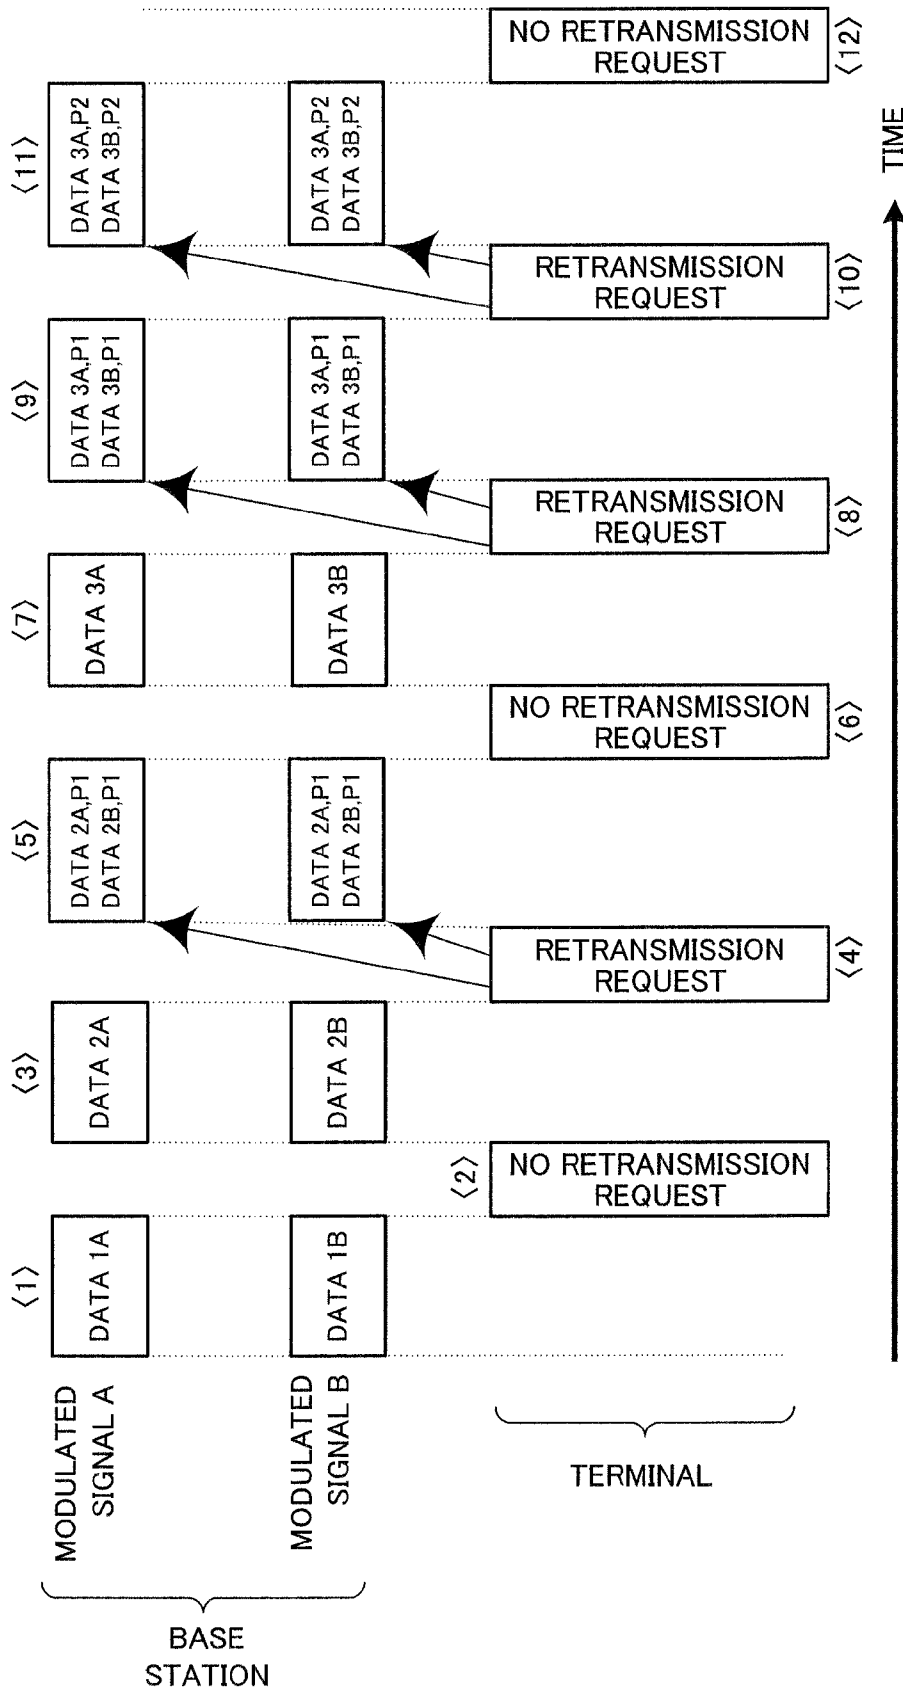 NO RETRANSMISSION
REQUEST
〈12〉
〈11〉
DATA 3A,P2
DATA 3B,P2
DATA 3A,P2
DATA 3B,P2
TIME
RETRANSMISSION
REQUEST
〈10〉
〈9〉
DATA 3A,P1
DATA 3B,P1
DATA 3A,P1
DATA 3B,P1
RETRANSMISSION
REQUEST
〈8〉
〈7〉
DATA 3A
DATA 3B
NO RETRANSMISSION
REQUEST
〈6〉
〈5〉
DATA 2A,P1
DATA 2B,P1
DATA 2A,P1
DATA 2B,P1
RETRANSMISSION
REQUEST
〈4〉
〈3〉
DATA 2A
DATA 2B
〈2〉
NO RETRANSMISSION
REQUEST
〈1〉
DATA 1A
DATA 1B
MODULATED
SIGNAL A
MODULATED
SIGNAL B
TERMINAL
BASE
STATION